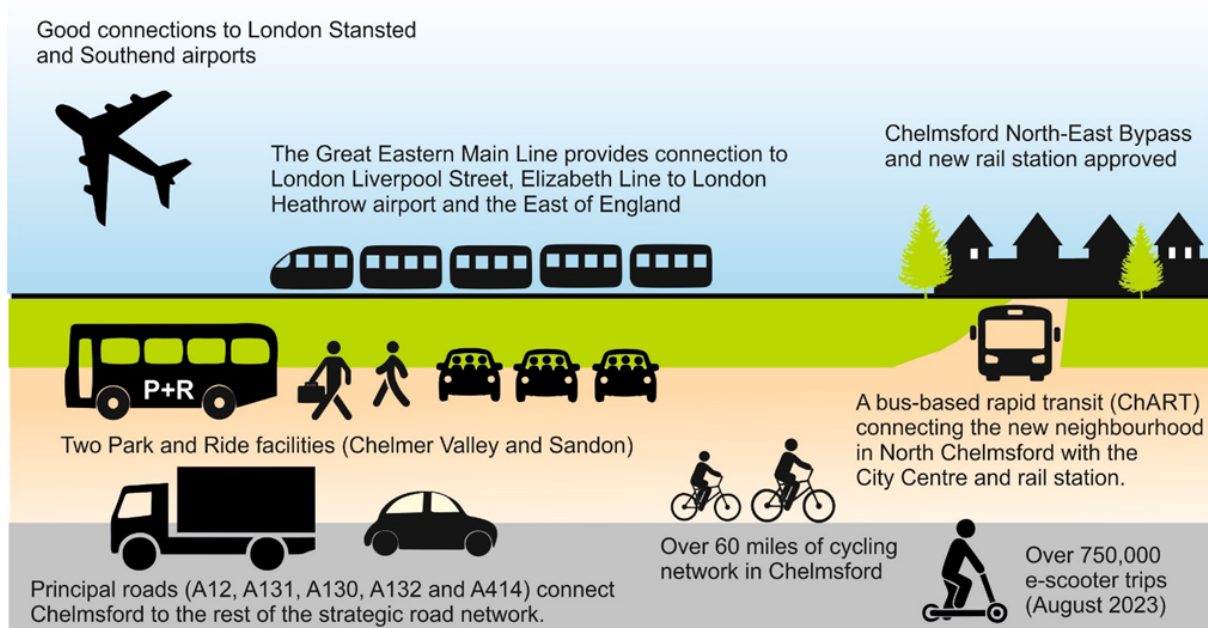 Good connections to London Stansted
and Southend airports
The Great Eastern Main Line provides connection to
London Liverpool Street, Elizabeth Line to London
Heathrow airport and the East of England
Chelmsford North-East Bypass
and new rail station approved
P+R
Two Park and Ride facilities (Chelmer Valley and Sandon)
A bus-based rapid transit (ChART)
connecting the new neighbourhood
in North Chelmsford with the
City Centre and rail station.
Principal roads (A12, A131, A130, A132 and A414) connect
Chelmsford to the rest of the strategic road network.
Over 60 miles of cycling
network in Chelmsford
Over 750,000
e-scooter trips
(August 2023)